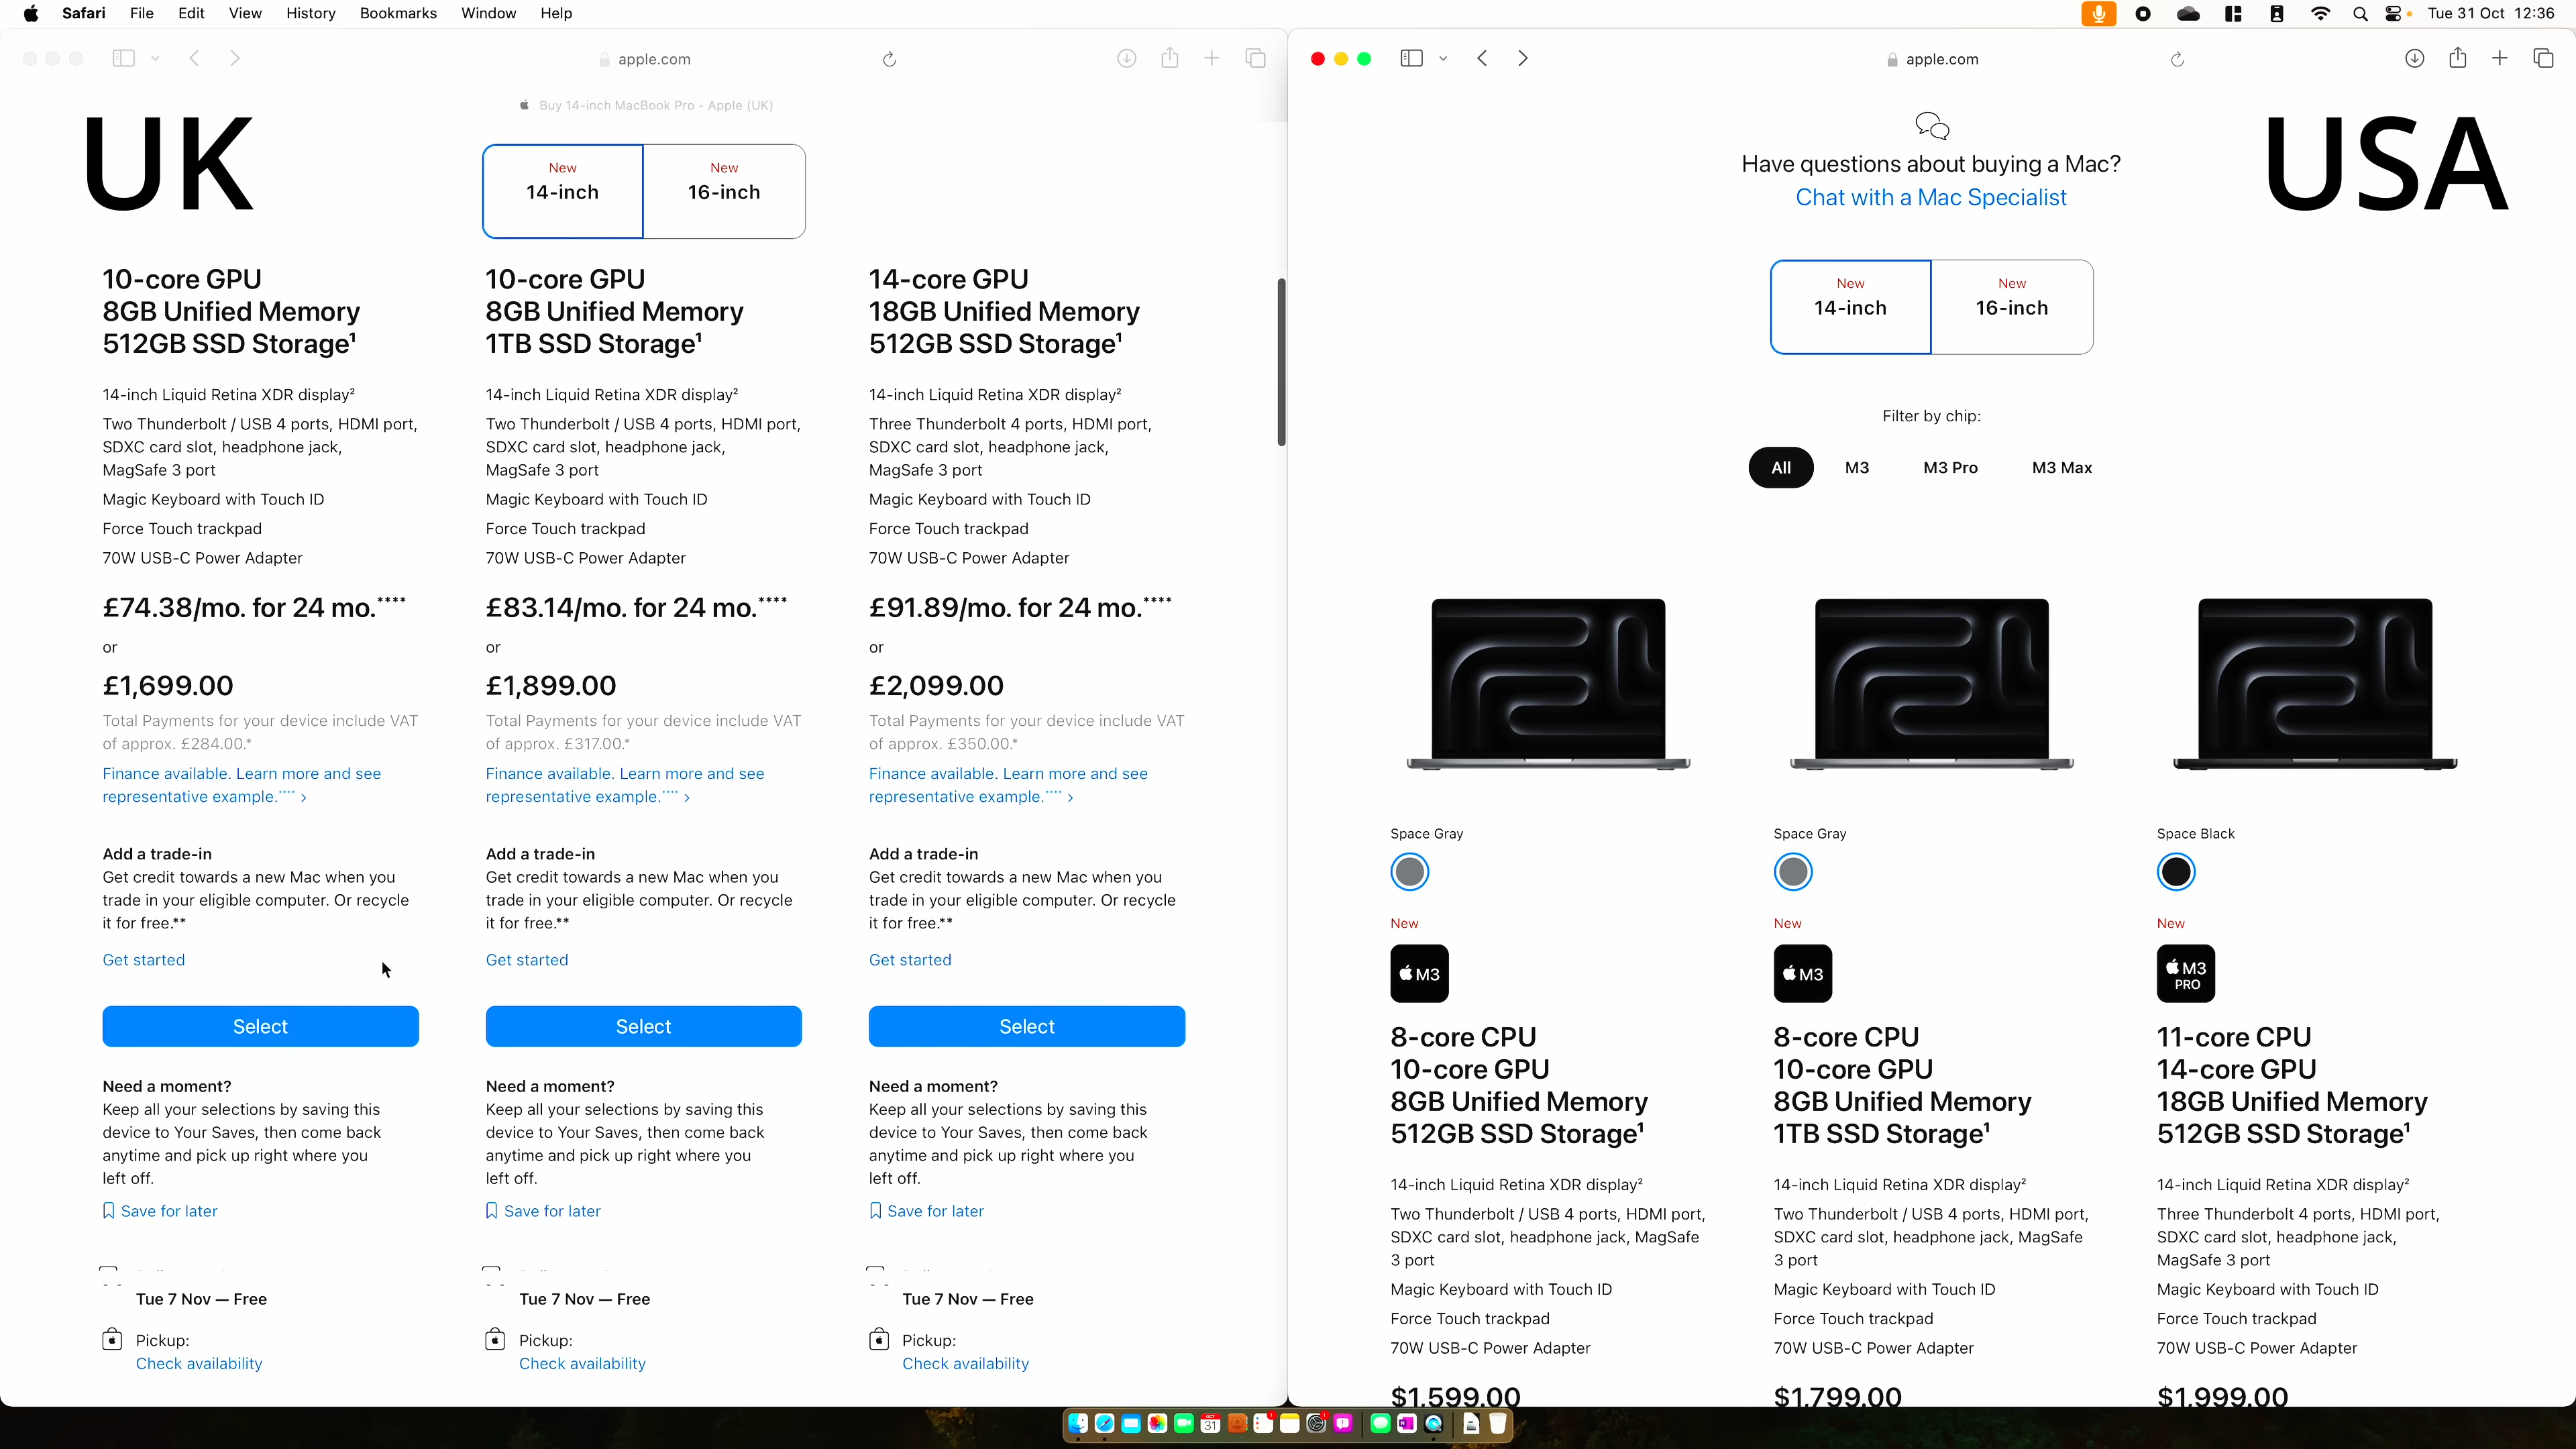 Safari File Edit View History Bookmarks Window Help
Tue 31 Oct 12:36
apple.com
Buy 14-inch MacBook Pro - Apple (UK)
UK
New
14-inch
New
16-inch
10-core GPU
8GB Unified Memory
512GB SSD Storage¹
14-inch Liquid Retina XDR display²
Two Thunderbolt / USB 4 ports, HDMI port,
SDXC card slot, headphone jack,
MagSafe 3 port
Magic Keyboard with Touch ID
Force Touch trackpad
70W USB-C Power Adapter
£74.38/mo. for 24 mo.****
or
£1,699.00
Total Payments for your device include VAT
of approx. £284.00.*
Finance available. Learn more and see
representative example.**** >
Add a trade-in
Get credit towards a new Mac when you
trade in your eligible computer. Or recycle
it for free.**
Get started
Select
Need a moment?
Keep all your selections by saving this
device to Your Saves, then come back
anytime and pick up right where you
left off.
Save for later
Tue 7 Nov — Free
Pickup:
Check availability
10-core GPU
8GB Unified Memory
1TB SSD Storage¹
14-inch Liquid Retina XDR display²
Two Thunderbolt / USB 4 ports, HDMI port,
SDXC card slot, headphone jack,
MagSafe 3 port
Magic Keyboard with Touch ID
Force Touch trackpad
70W USB-C Power Adapter
£83.14/mo. for 24 mo.****
or
£1,899.00
Total Payments for your device include VAT
of approx. £317.00.*
Finance available. Learn more and see
representative example.**** >
Add a trade-in
Get credit towards a new Mac when you
trade in your eligible computer. Or recycle
it for free.**
Get started
Select
Need a moment?
Keep all your selections by saving this
device to Your Saves, then come back
anytime and pick up right where you
left off.
Save for later
Tue 7 Nov — Free
Pickup:
Check availability
14-core GPU
18GB Unified Memory
512GB SSD Storage¹
14-inch Liquid Retina XDR display²
Three Thunderbolt 4 ports, HDMI port,
SDXC card slot, headphone jack,
MagSafe 3 port
Magic Keyboard with Touch ID
Force Touch trackpad
70W USB-C Power Adapter
£91.89/mo. for 24 mo.****
or
£2,099.00
Total Payments for your device include VAT
of approx. £350.00.*
Finance available. Learn more and see
representative example.**** >
Add a trade-in
Get credit towards a new Mac when you
trade in your eligible computer. Or recycle
it for free.**
Get started
Select
Need a moment?
Keep all your selections by saving this
device to Your Saves, then come back
anytime and pick up right where you
left off.
Save for later
Tue 7 Nov — Free
Pickup:
Check availability
apple.com
USA
Have questions about buying a Mac?
Chat with a Mac Specialist
New
14-inch
New
16-inch
Filter by chip:
All M3 M3 Pro M3 Max
Space Gray
New
M3
8-core CPU
10-core GPU
8GB Unified Memory
512GB SSD Storage¹
14-inch Liquid Retina XDR display²
Two Thunderbolt / USB 4 ports, HDMI port,
SDXC card slot, headphone jack, MagSafe
3 port
Magic Keyboard with Touch ID
Force Touch trackpad
70W USB-C Power Adapter
$1,599.00
Space Gray
New
M3
8-core CPU
10-core GPU
8GB Unified Memory
1TB SSD Storage¹
14-inch Liquid Retina XDR display²
Two Thunderbolt / USB 4 ports, HDMI port,
SDXC card slot, headphone jack, MagSafe
3 port
Magic Keyboard with Touch ID
Force Touch trackpad
70W USB-C Power Adapter
$1,799.00
Space Black
New
M3
PRO
11-core CPU
14-core GPU
18GB Unified Memory
512GB SSD Storage¹
14-inch Liquid Retina XDR display²
Three Thunderbolt 4 ports, HDMI port,
SDXC card slot, headphone jack,
MagSafe 3 port
Magic Keyboard with Touch ID
Force Touch trackpad
70W USB-C Power Adapter
$1,999.00
OCT
31